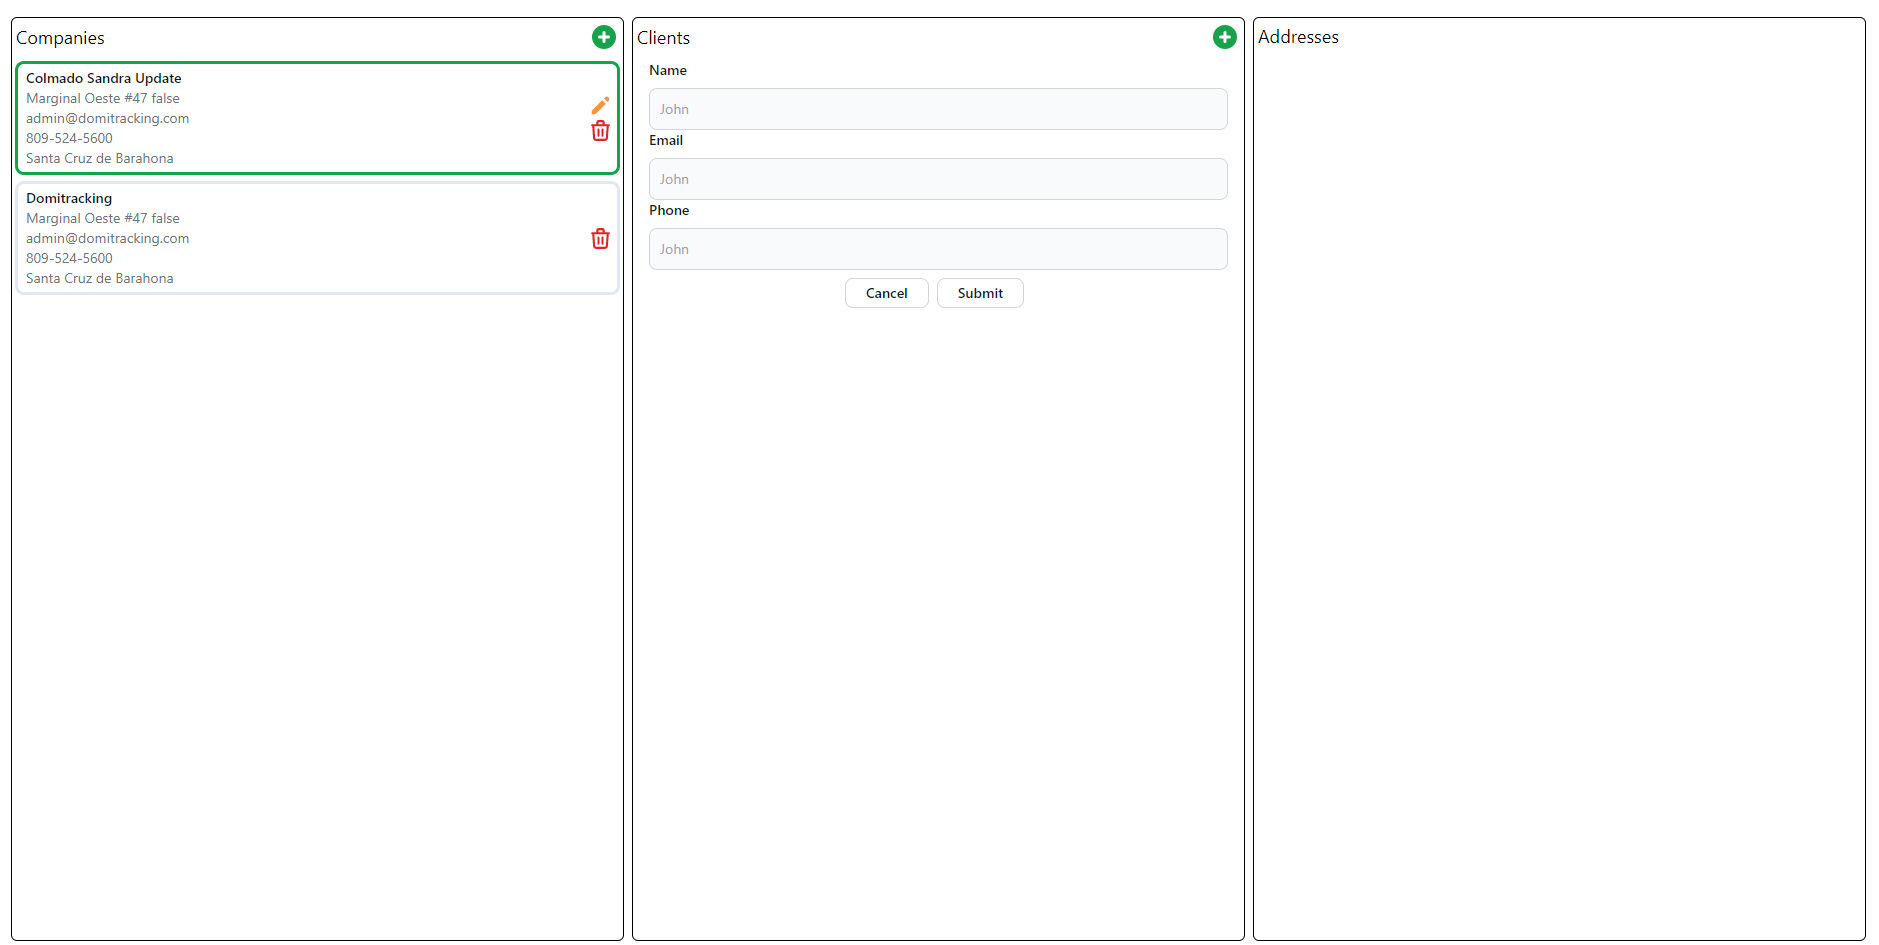 Companies
Colmado Sandra Update
Marginal Oeste #47 false
admin@domitracking.com
809-524-5600
Santa Cruz de Barahona
Domitracking
Marginal Oeste #47 false
admin@domitracking.com
809-524-5600
Santa Cruz de Barahona
Clients
Name
John
Email
John
Phone
John
Cancel Submit
Addresses